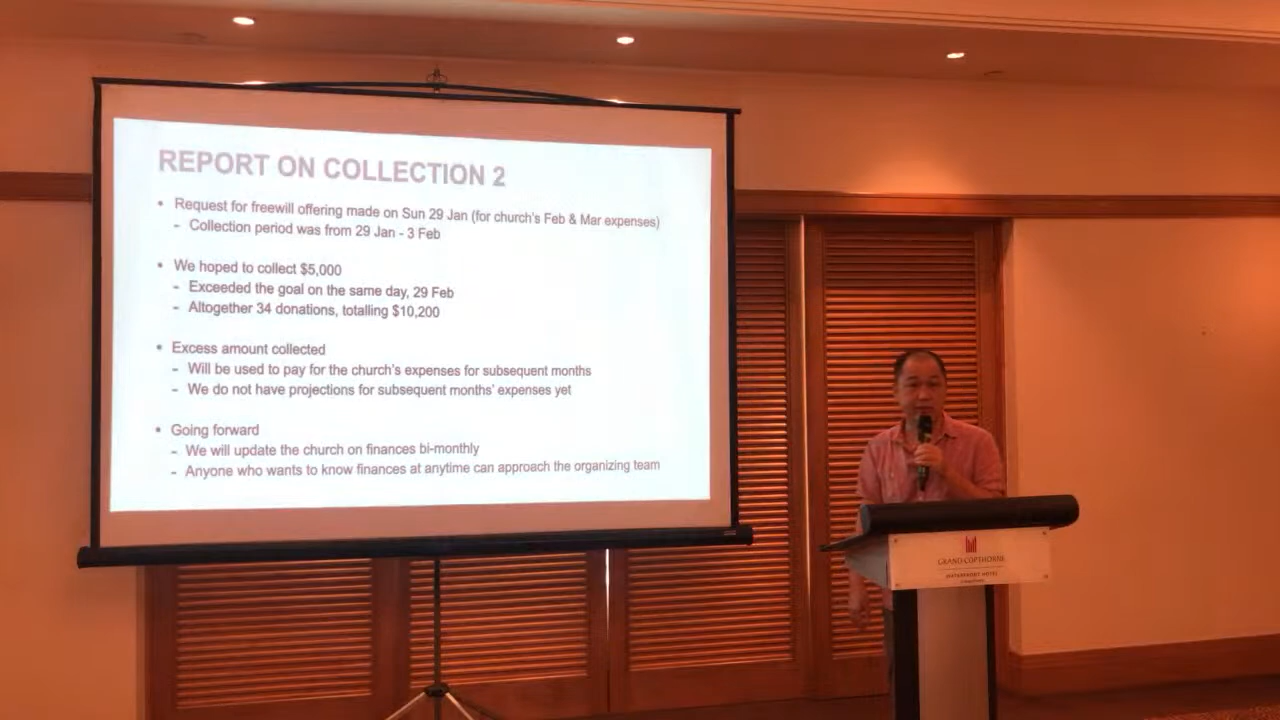 REPORT ON COLLECTION 2
• Request for freewill offering made on Sun 29 Jan (for church's Feb & Mar expenses)
- Collection period was from 29 Jan - 3 Feb
• We hoped to collect $5,000
- Exceeded the goal on the same day, 29 Feb
- Altogether 34 donations, totalling $10,200
• Excess amount collected
- Will be used to pay for the church's expenses for subsequent months
- We do not have projections for subsequent months' expenses yet
• Going forward
- We will update the church on finances bi-monthly
- Anyone who wants to know finances at anytime can approach the organizing team
GRAND COPTHORNE
WATERFRONT HOTEL